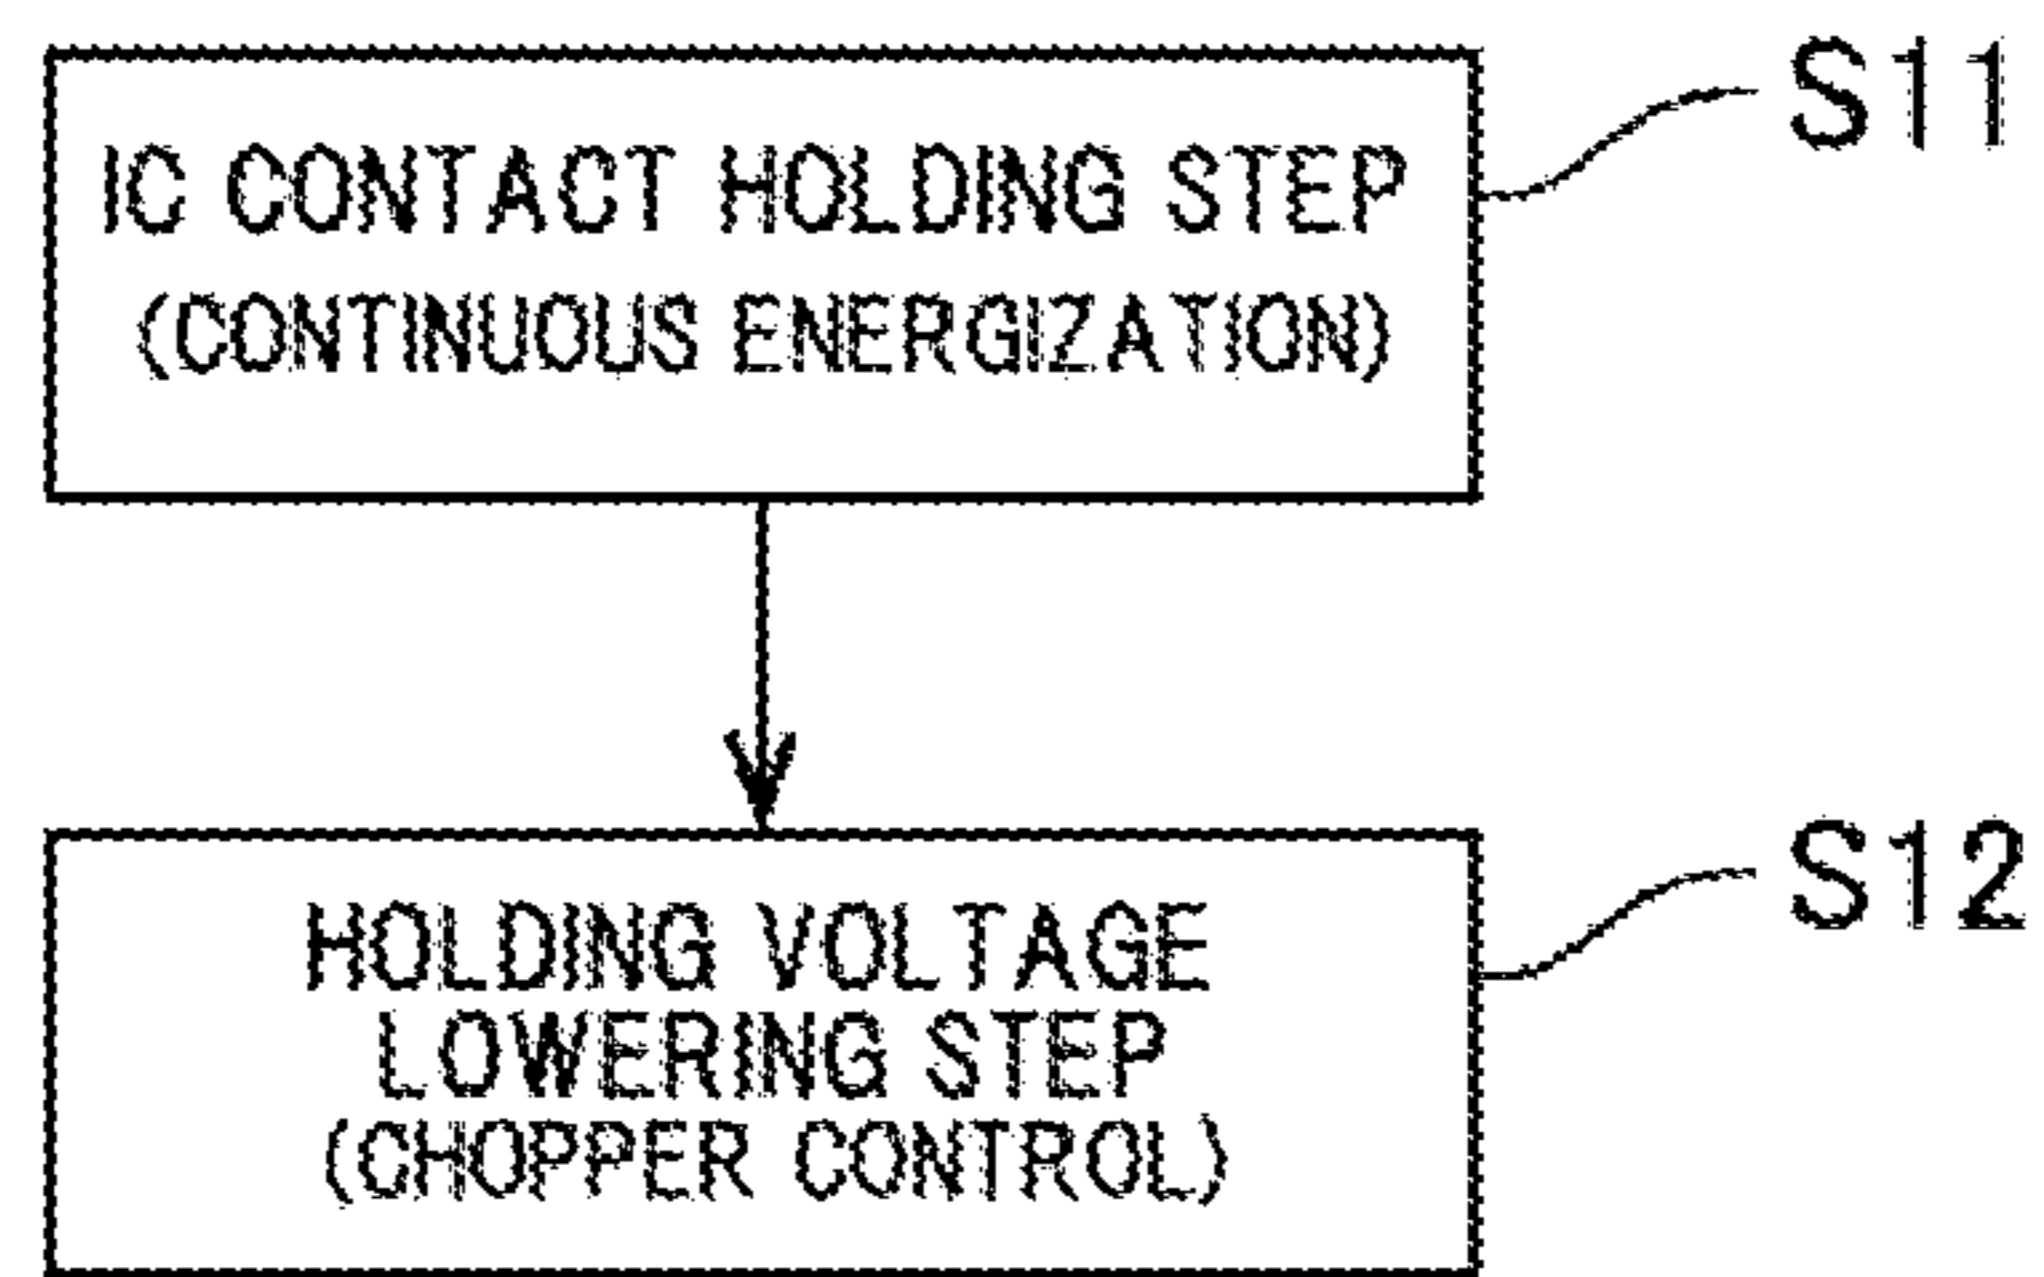 IC CONTACT HOLDING STEP
(CONTINUOUS ENERGIZATION)
S11
HOLDING VOLTAGE
LOWERING STEP
(CHOPPER CONTROL)
S12